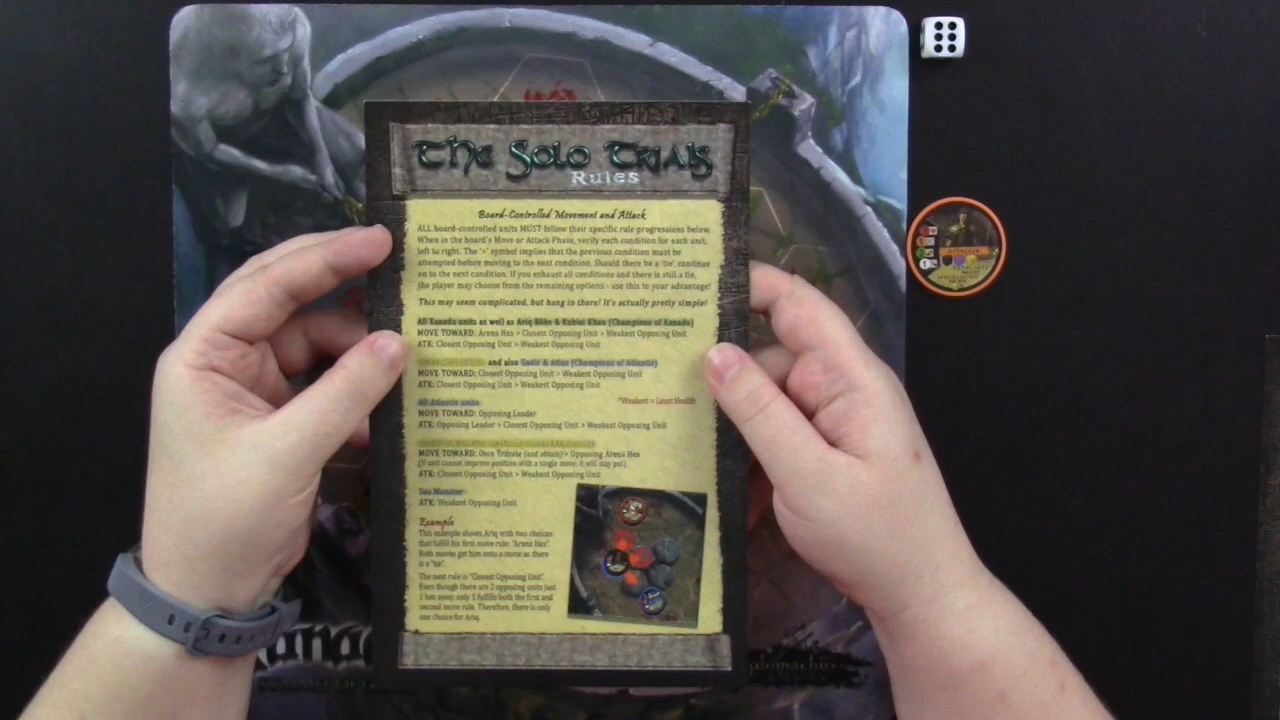 The Solo Trials
Rules
Board-Controlled Movement and Attack
ALL board-controlled units MUST follow their specific rule progressions below.
When in the board's Move or Attack Phase, verify each condition for each unit,
left to right. The '>' symbol implies that the previous condition must be
attempted before moving to the next condition. Should there be a 'tie', continue
on to the next condition. If you exhaust all conditions and there is still a tie,
the player may choose from the remaining options - use this to your advantage!
This may seem complicated, but hang in there! It's actually pretty simple!
All Xanadu units as well as Ariq Böke & Kublai Khan (Champions of Xanadu)
MOVE TOWARD: Arena Hex > Closest Opposing Unit > Weakest Opposing Unit
ATK: Closest Opposing Unit > Weakest Opposing Unit
and also Gadir & Atlas (Champions of Atlantis)
MOVE TOWARD: Closest Opposing Unit > Weakest Opposing Unit
ATK: Closest Opposing Unit > Weakest Opposing Unit
All Atlantis units
*Weakest = Least Health
MOVE TOWARD: Opposing Leader
ATK: Opposing Leader > Closest Opposing Unit > Weakest Opposing Unit
MOVE TOWARD: Own Tribute (and obtain) > Opposing Arena Hex
(If unit cannot improve position with a single move, it will stay put)
ATK: Closest Opposing Unit > Weakest Opposing Unit
Sea Monster
ATK: Weakest Opposing Unit
Example
This example shows Ariq with two choices
that fulfill his first move rule, "Arena Hex".
Both moves get him onto a stone so there
is a "tie".
The next rule is "Closest Opposing Unit".
Even though there are 2 opposing units just
1 hex away, only 1 fulfills both the first and
second move rule. Therefore, there is only
one choice for Ariq.